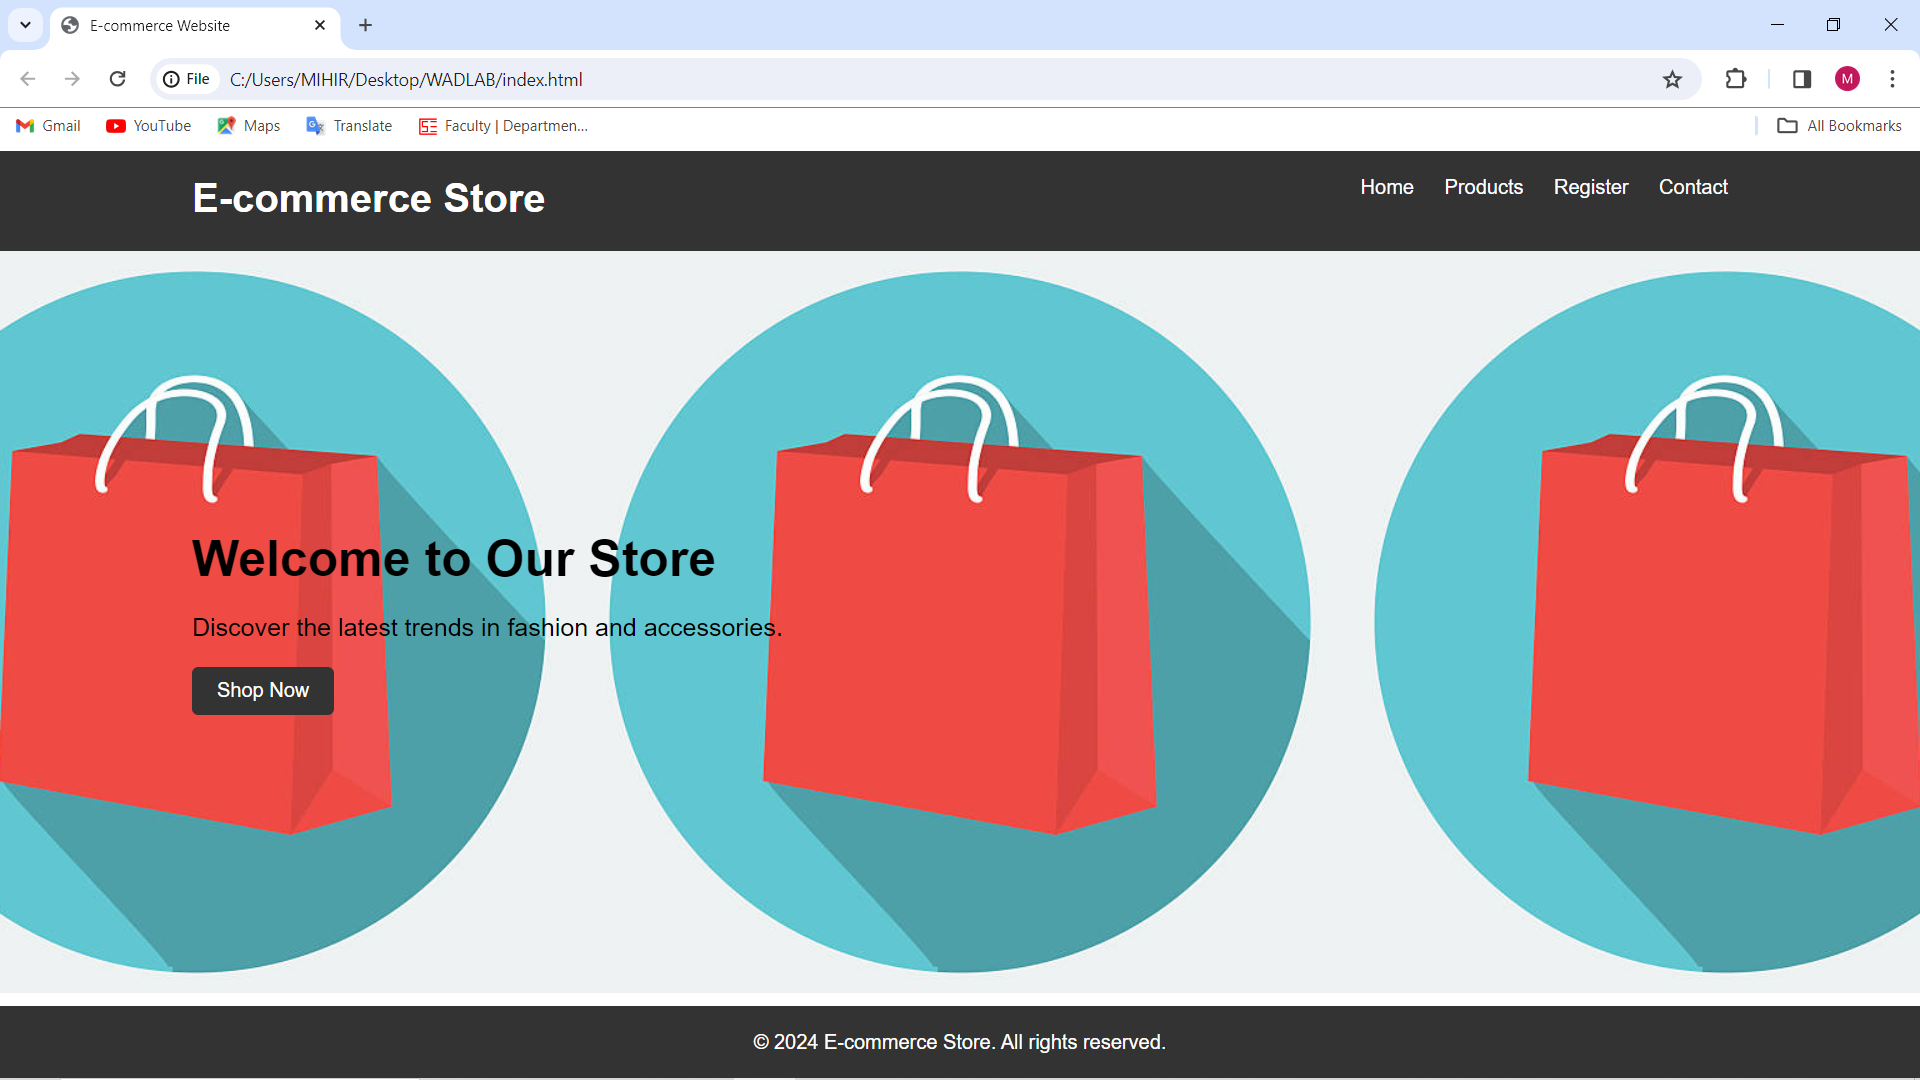 E-commerce Website
File C:/Users/MIHIR/Desktop/WADLAB/index.html M
Gmail YouTube Maps Translate Faculty | Departmen... All Bookmarks
E-commerce Store Home Products Register Contact
Welcome to Our Store
Discover the latest trends in fashion and accessories.
Shop Now
© 2024 E-commerce Store. All rights reserved.